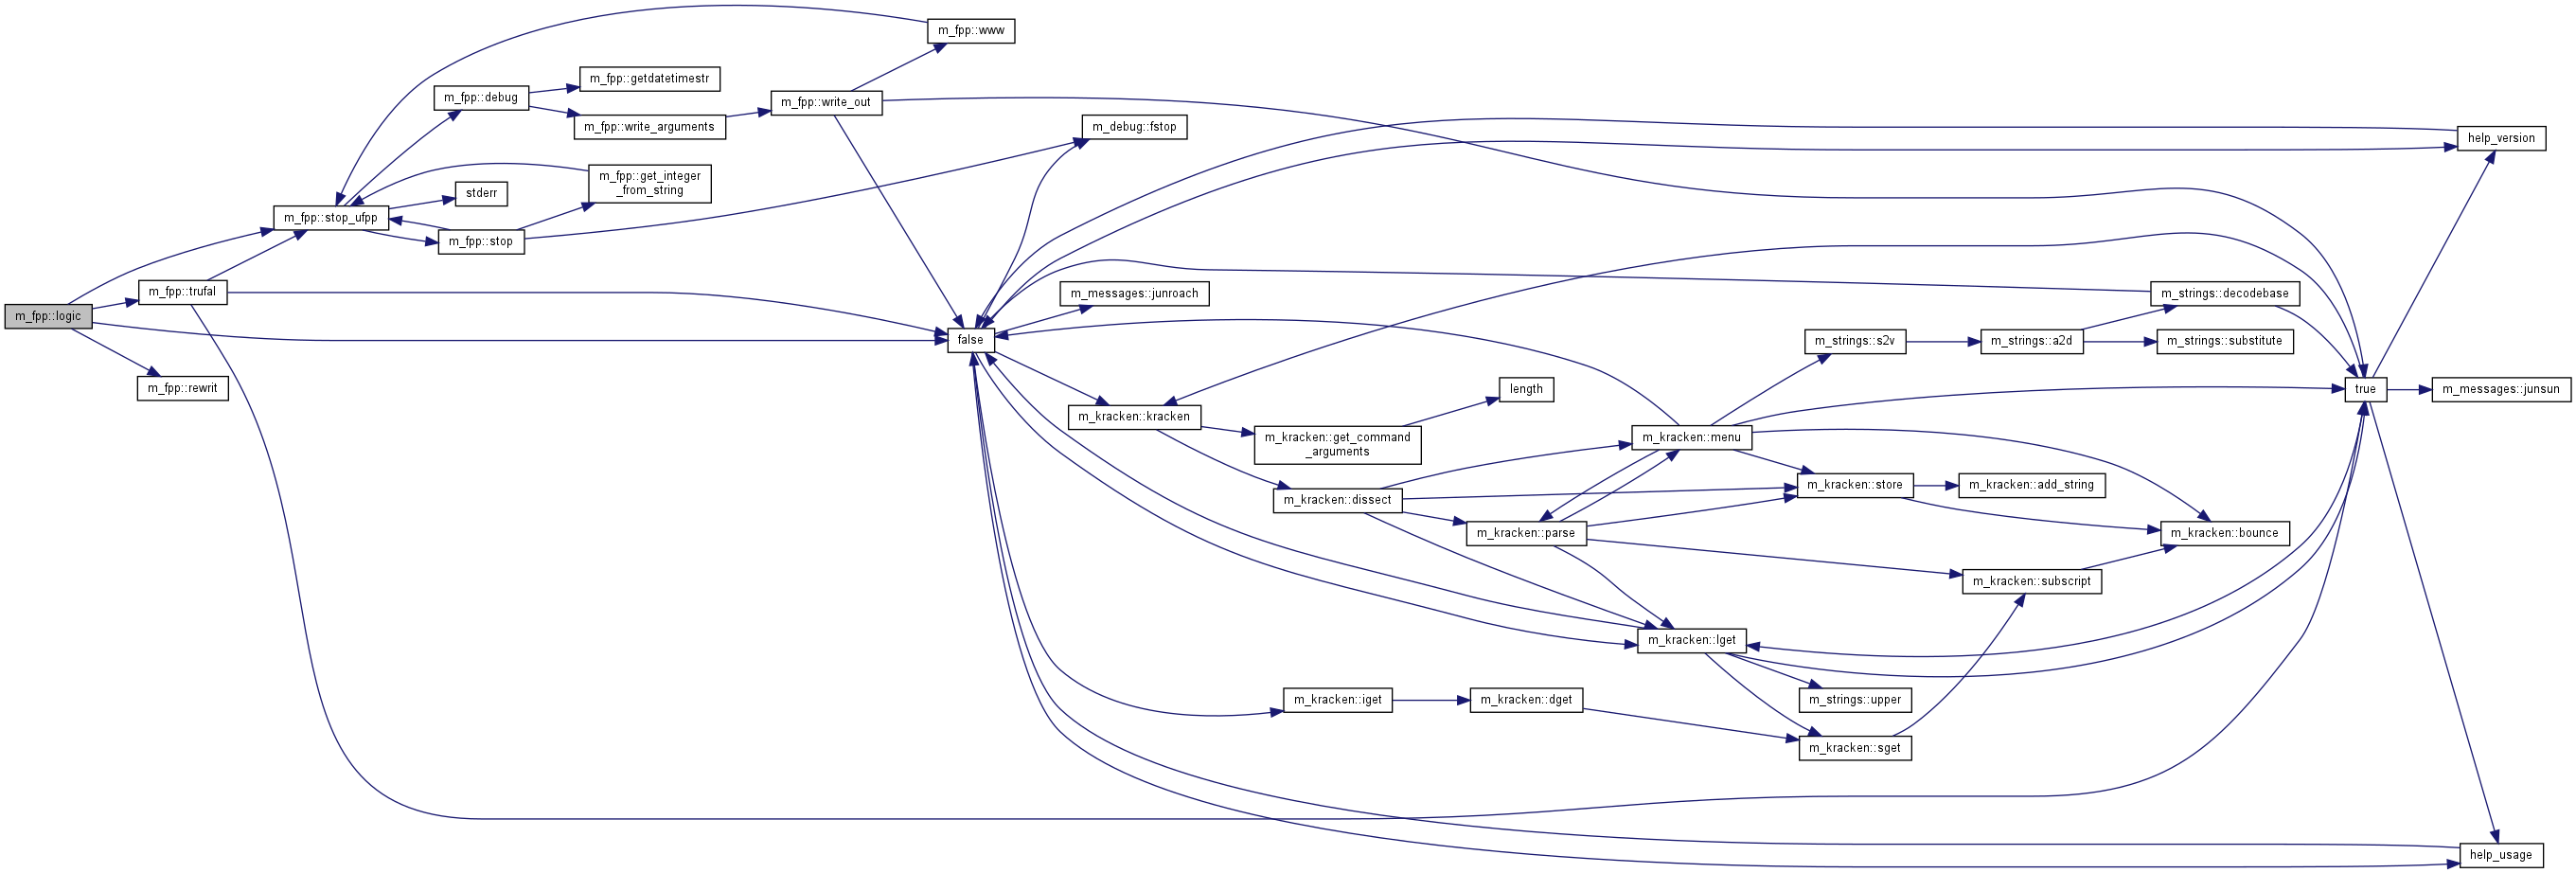 m_fpp::www
m_fpp::getdatetimestr
m_fpp::debug
m_fpp::write_out
m_fpp::write_arguments
m_debug::fstop
help_version
m_fpp::get_integer
_from_string
stderr
m_fpp::stop_ufpp
m_fpp::stop
m_fpp::trufal
m_messages::junroach
m_strings::decodebase
m_fpp::logic
false
m_strings::s2v
m_strings::a2d
m_strings::substitute
m_fpp::rewrit
length
true
m_messages::junsun
m_kracken::kracken
m_kracken::get_command
_arguments
m_kracken::menu
m_kracken::dissect
m_kracken::store
m_kracken::add_string
m_kracken::parse
m_kracken::bounce
m_kracken::subscript
m_kracken::lget
m_kracken::iget
m_kracken::dget
m_strings::upper
m_kracken::sget
help_usage